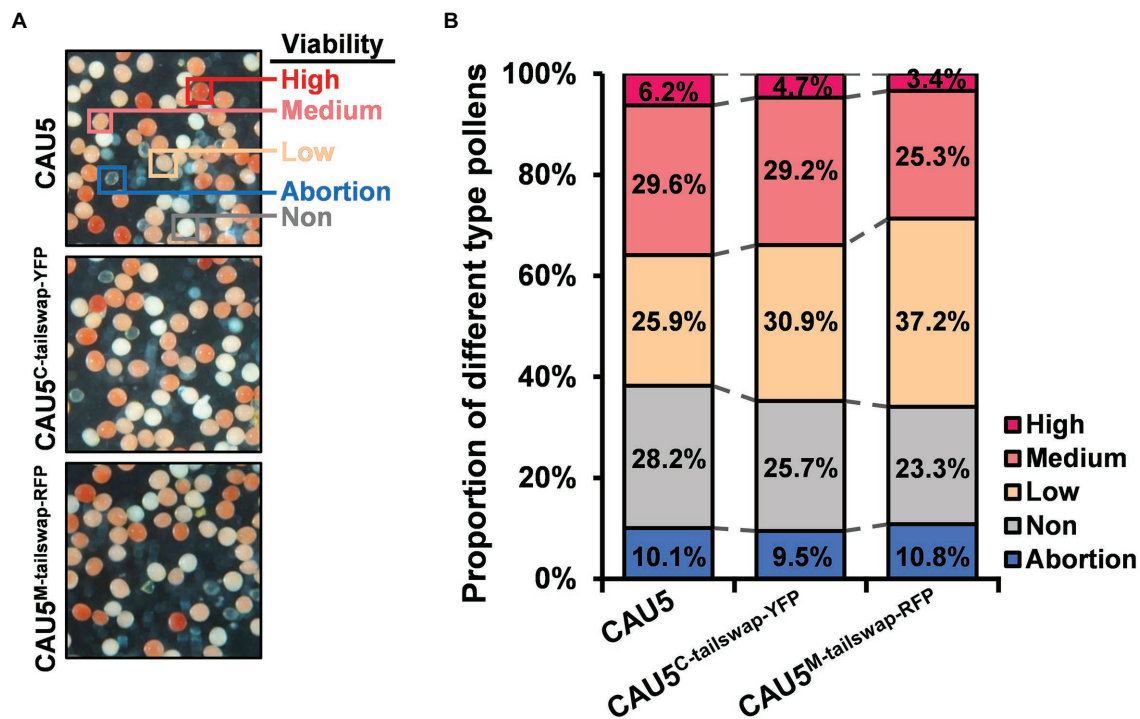 A
Viability
High
Medium
Low
Abortion
Non
CAU5
CAU5C-tailswap-YFP
CAU5M-tailswap-RFP
B
Proportion of different type pollens
100%
80%
60%
40%
20%
0%
6.2%
29.6%
25.9%
28.2%
10.1%
4.7%
29.2%
30.9%
25.7%
9.5%
3.4%
25.3%
37.2%
23.3%
10.8%
CAU5
CAU5C-tailswap-YFP
CAU5M-tailswap-RFP
High
Medium
Low
Non
Abortion